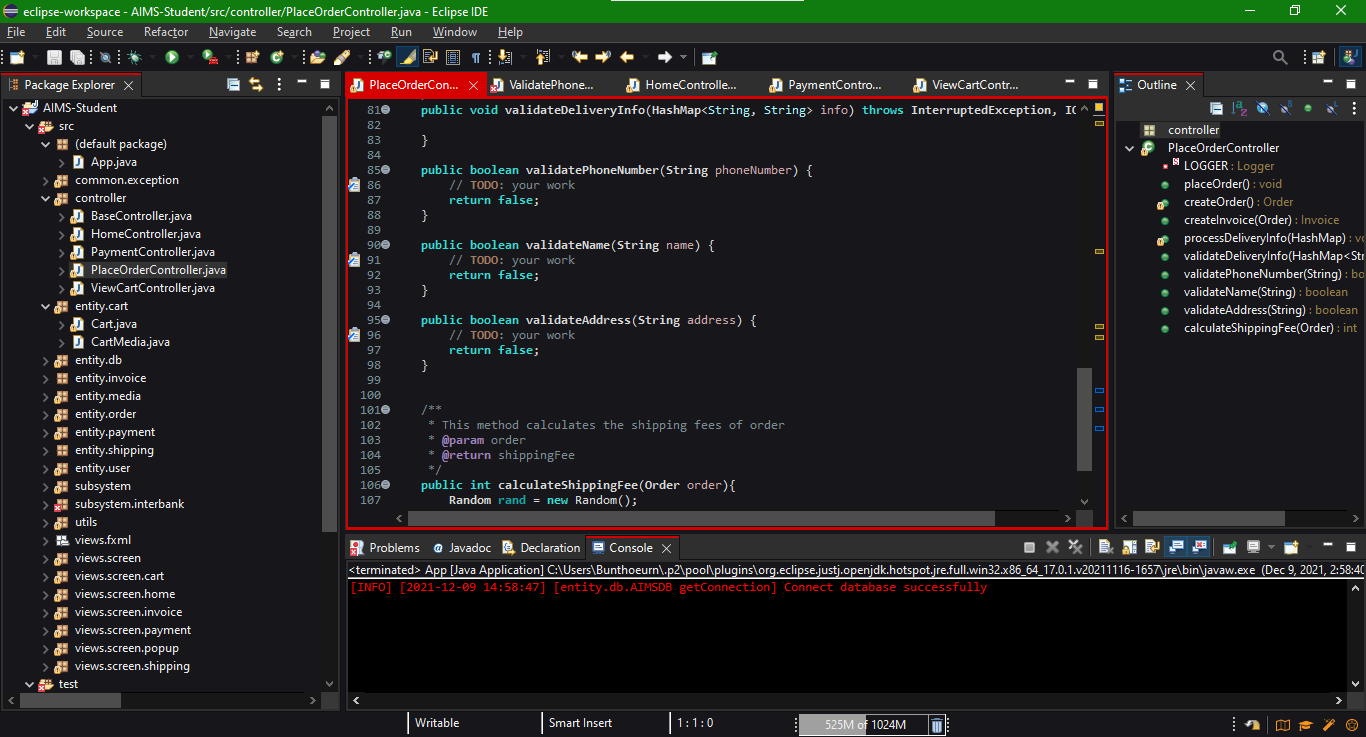 eclipse-workspace - AIMS-Student/src/controller/PlaceOrderController.java - Eclipse IDE
File Edit Source Refactor Navigate Search Project Run Window Help
Package Explorer
AIMS-Student
src
(default package)
App.java
common.exception
controller
BaseController.java
HomeController.java
PaymentController.java
PlaceOrderController.java
ViewCartController.java
entity.cart
Cart.java
CartMedia.java
entity.db
entity.invoice
entity.media
entity.order
entity.payment
entity.shipping
entity.user
subsystem
subsystem.interbank
utils
views.fxml
views.screen
views.screen.cart
views.screen.home
views.screen.invoice
views.screen.payment
views.screen.popup
views.screen.shipping
test
PlaceOrderCon... ValidatePhone... HomeControlle... PaymentContro... ViewCartContr...
81 public void validateDeliveryInfo(HashMap<String, String> info) throws InterruptedException, IO
82
83 }
84
85 public boolean validatePhoneNumber(String phoneNumber) {
86 // TODO: your work
87 return false;
88 }
89
90 public boolean validateName(String name) {
91 // TODO: your work
92 return false;
93 }
94
95 public boolean validateAddress(String address) {
96 // TODO: your work
97 return false;
98 }
99
100
101 /**
102 * This method calculates the shipping fees of order
103 * @param order
104 * @return shippingFee
105 */
106 public int calculateShippingFee(Order order){
107 Random rand = new Random();
Outline
controller
PlaceOrderController
LOGGER : Logger
placeOrder() : void
createOrder() : Order
createInvoice(Order) : Invoice
processDeliveryInfo(HashMap) : vo
validateDeliveryInfo(HashMap<Str
validatePhoneNumber(String) : bo
validateName(String) : boolean
validateAddress(String) : boolean
calculateShippingFee(Order) : int
Problems Javadoc Declaration Console
<terminated> App [Java Application] C:\Users\Bunthoeurn\.p2\pool\plugins\org.eclipse.justj.openjdk.hotspot.jre.full.win32.x86_64_17.0.1.v20211116-1657\jre\bin\javaw.exe (Dec 9, 2021, 2:58:40
[INFO] [2021-12-09 14:58:47] [entity.db.AIMSDB getConnection] Connect database successfully
Writable Smart Insert 1 : 1 : 0 525M of 1024M